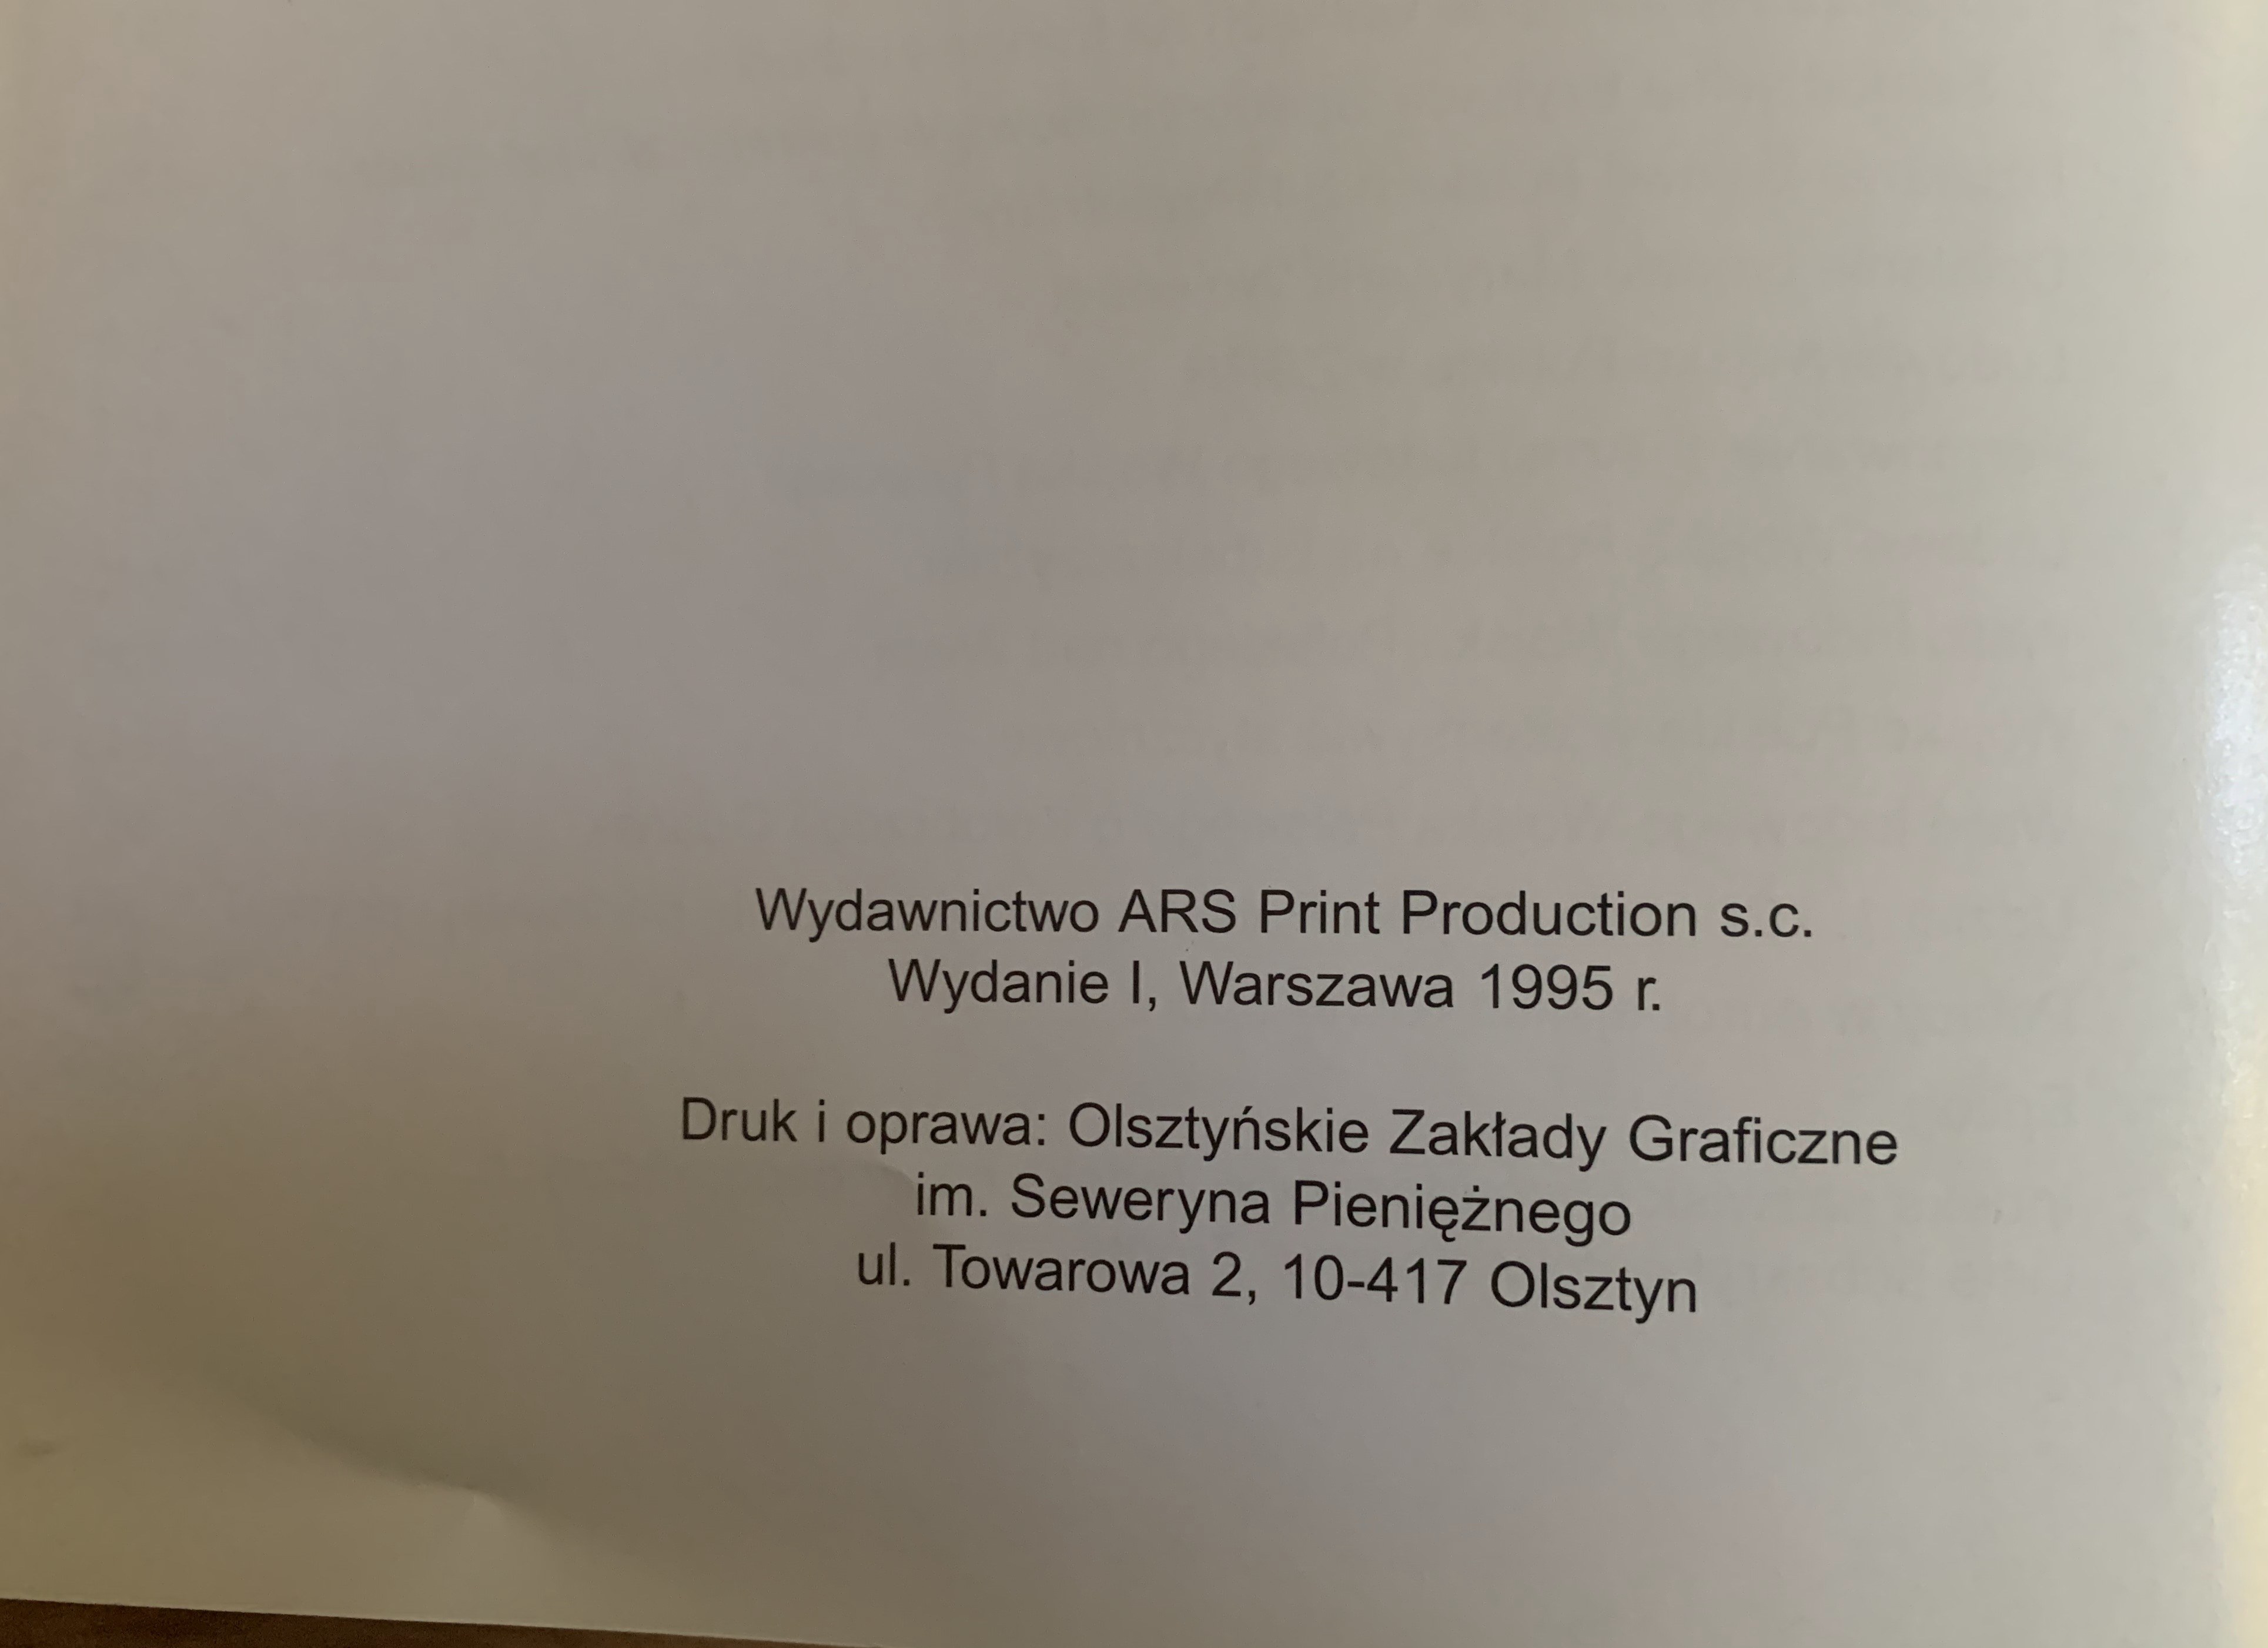 Wydawnictwo ARS Print Production s.c.
Wydanie I, Warszawa 1995 r.
Druk i oprawa: Olsztyńskie Zakłady Graficzne
im. Seweryna Pieniężnego
ul. Towarowa 2, 10-417 Olsztyn